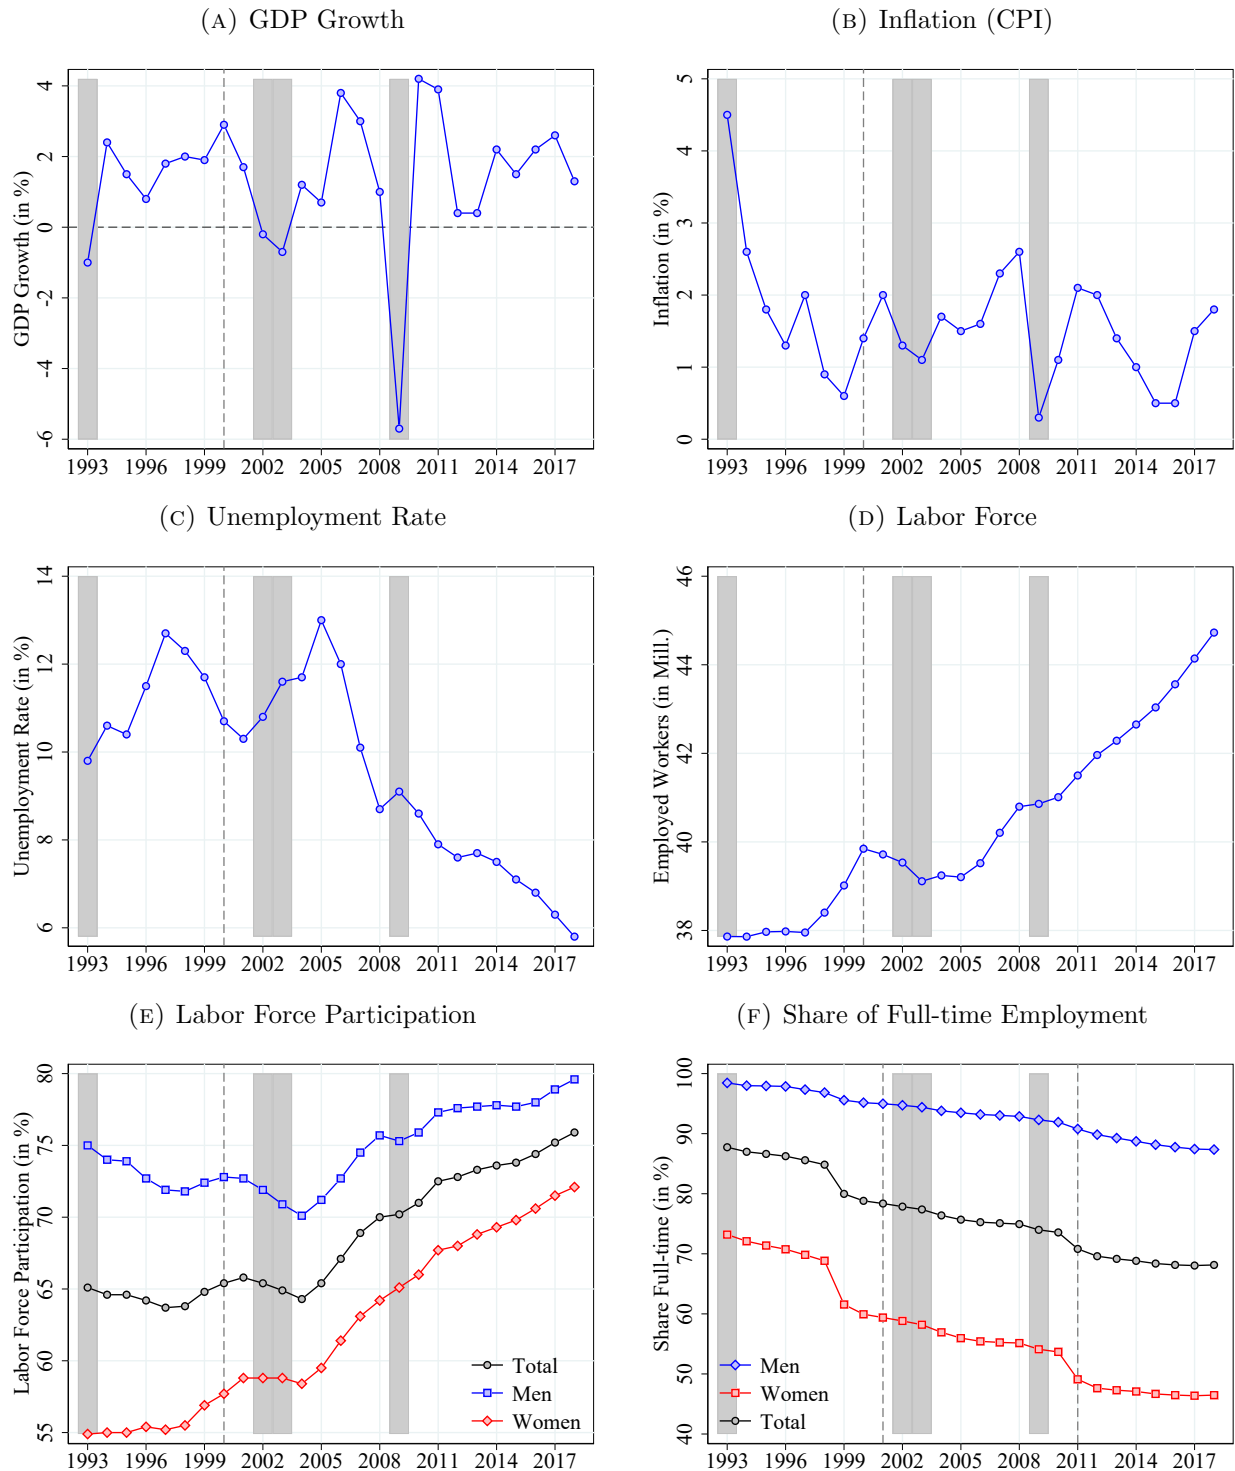 (A) GDP Growth
GDP Growth (in %)
4
2
0
-2
-4
-6
1993 1996 1999 2002 2005 2008 2011 2014 2017
(B) Inflation (CPI)
Inflation (in %)
5
4
3
2
1
0
1993 1996 1999 2002 2005 2008 2011 2014 2017
(C) Unemployment Rate
Unemployment Rate (in %)
14
12
10
8
6
1993 1996 1999 2002 2005 2008 2011 2014 2017
(D) Labor Force
Employed Workers (in Mill.)
46
44
42
40
38
1993 1996 1999 2002 2005 2008 2011 2014 2017
(E) Labor Force Participation
Labor Force Participation (in %)
80
75
70
65
60
55
Total
Men
Women
1993 1996 1999 2002 2005 2008 2011 2014 2017
(F) Share of Full-time Employment
Share Full-time (in %)
100
90
80
70
60
50
40
Men
Women
Total
1993 1996 1999 2002 2005 2008 2011 2014 2017